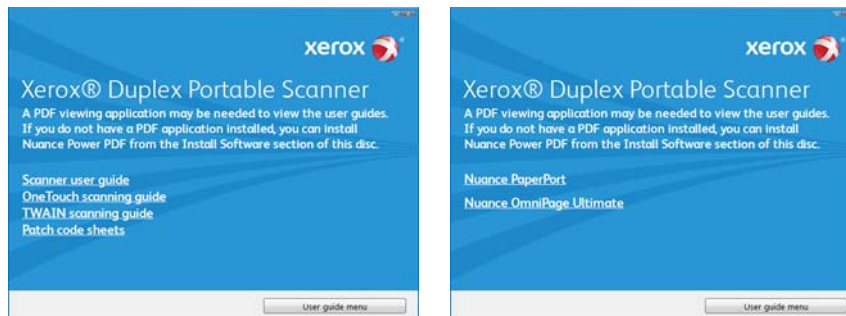 xerox
Xerox® Duplex Portable Scanner
A PDF viewing application may be needed to view the user guides.
If you do not have a PDF application installed, you can install
Nuance Power PDF from the Install Software section of this disc.
Scanner user guide
OneTouch scanning guide
TWAIN scanning guide
Patch code sheets
User guide menu
xerox
Xerox® Duplex Portable Scanner
A PDF viewing application may be needed to view the user guides.
If you do not have a PDF application installed, you can install
Nuance Power PDF from the Install Software section of this disc.
Nuance PaperPort
Nuance OmniPage Ultimate
User guide menu